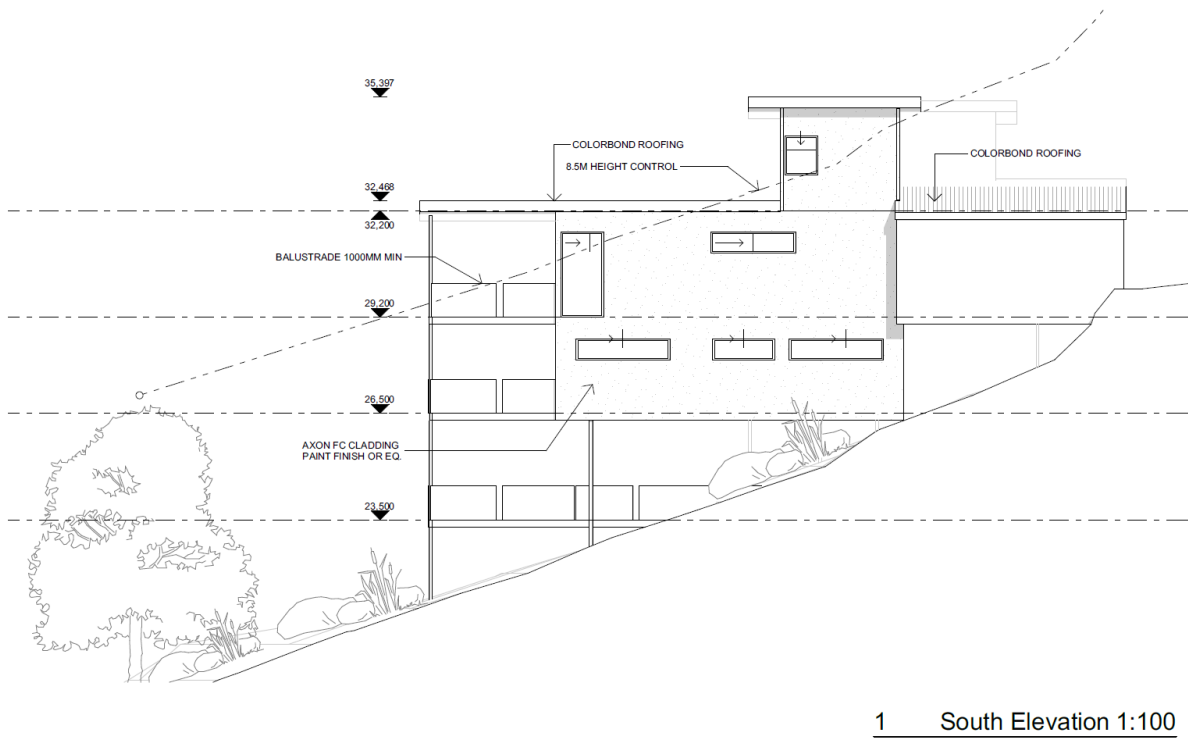 35,397
COLORBOND ROOFING
8.5M HEIGHT CONTROL
COLORBOND ROOFING
32,468
32,200
BALUSTRADE 1000MM MIN
29,200
26,500
AXON FC CLADDING
PAINT FINISH OR EQ.
23,500
1 South Elevation 1:100